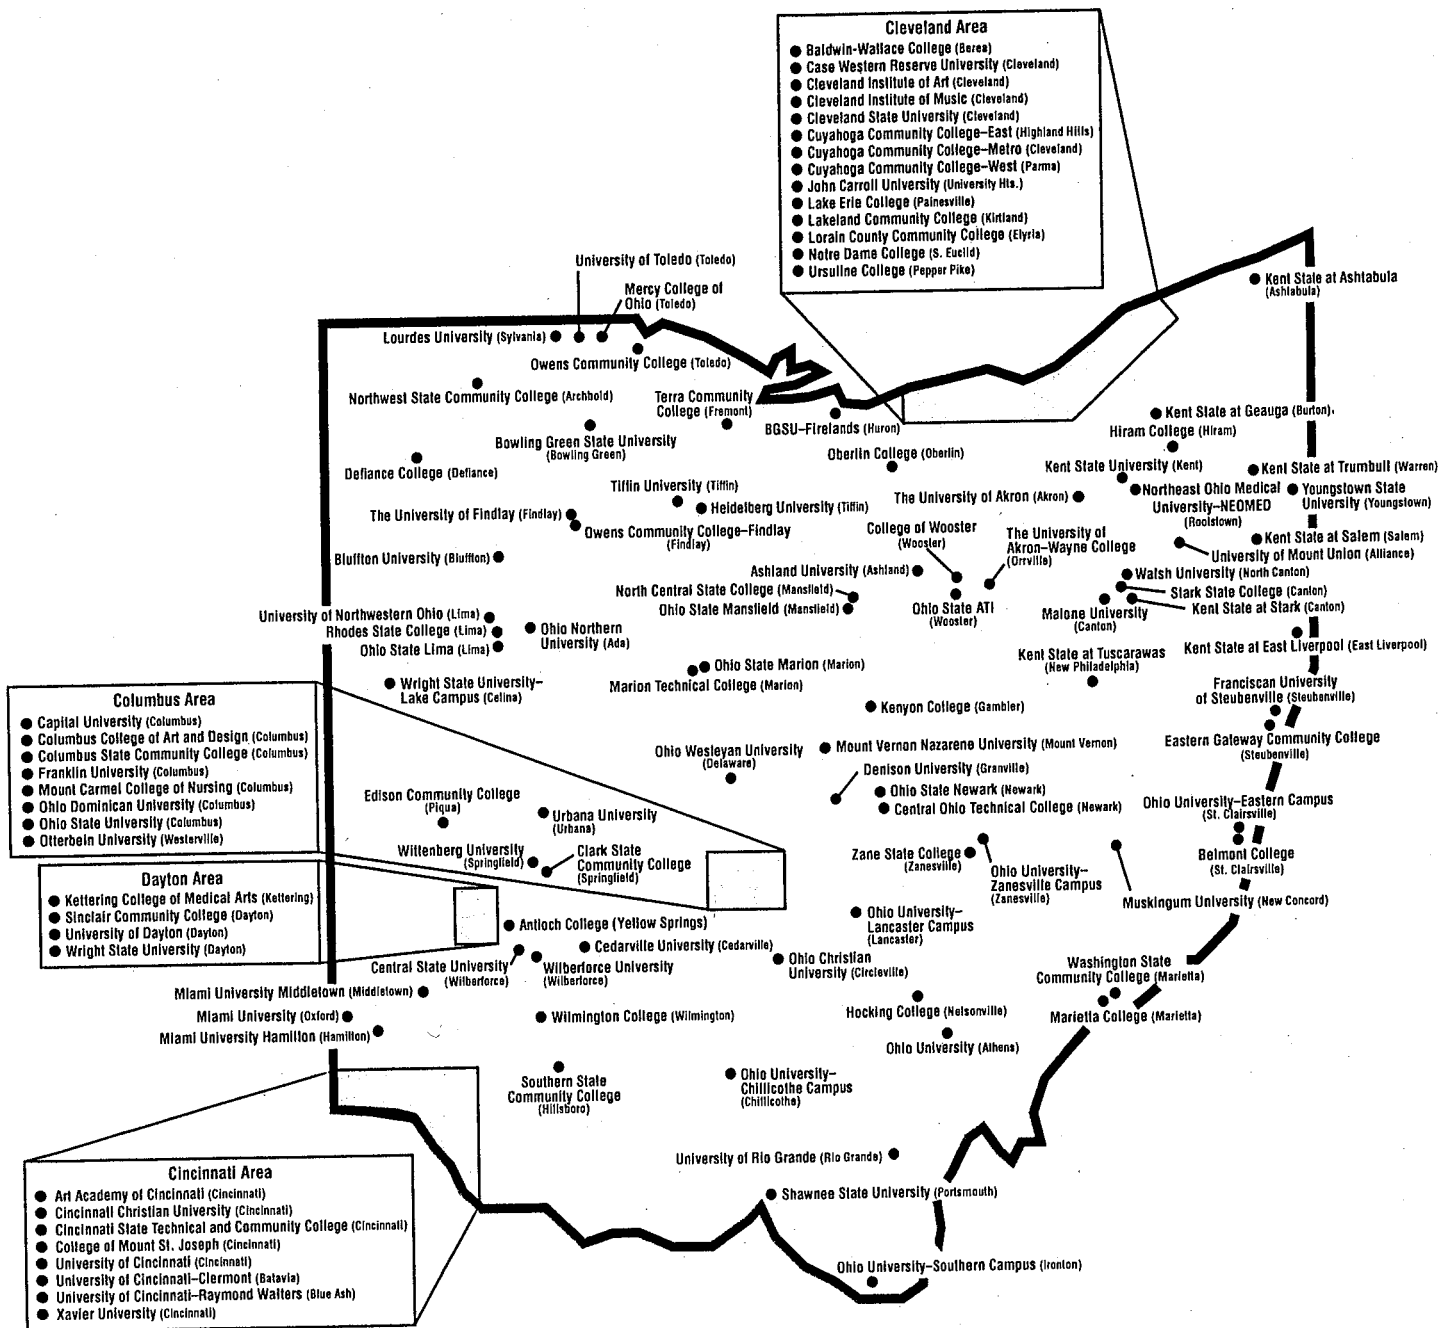 Cleveland Area
Baldwin-Wallace College (Berea)
Case Western Reserve University (Cleveland)
Cleveland Institute of Art (Cleveland)
Cleveland Institute of Music (Cleveland)
Cleveland State University (Cleveland)
Cuyahoga Community College–East (Highland Hills)
Cuyahoga Community College–Metro (Cleveland)
Cuyahoga Community College–West (Parma)
John Carroll University (University Hts.)
Lake Erie College (Painesville)
Lakeland Community College (Kirtland)
Lorain County Community College (Elyria)
Notre Dame College (S. Euclid)
Ursuline College (Pepper Pike)
University of Toledo (Toledo)
Mercy College of
Ohio (Toledo)
Lourdes University (Sylvania)
Owens Community College (Toledo)
Kent State at Ashtabula
(Ashtabula)
Northwest State Community College (Archbold)
Terra Community
College (Fremont)
BGSU–Firelands (Huron)
Kent State at Geauga (Burton)
Hiram College (Hiram)
Bowling Green State University
(Bowling Green)
Oberlin College (Oberlin)
Defiance College (Defiance)
Kent State University (Kent)
Kent State at Trumbull (Warren)
Tiffin University (Tiffin)
Heidelberg University (Tiffin)
The University of Akron (Akron)
Northeast Ohio Medical
University–NEOMED
(Rootstown)
Youngstown State
University (Youngstown)
The University of Findlay (Findlay)
Owens Community College–Findlay
(Findlay)
College of Wooster
(Wooster)
The University of
Akron–Wayne College
(Orrville)
Kent State at Salem (Salem)
University of Mount Union (Alliance)
Bluffton University (Bluffton)
Ashland University (Ashland)
Walsh University (North Canton)
North Central State College (Mansfield)
Ohio State Mansfield (Mansfield)
Ohio State ATI
(Wooster)
Stark State College (Canton)
Malone University
(Canton)
Kent State at Stark (Canton)
University of Northwestern Ohio (Lima)
Rhodes State College (Lima)
Ohio State Lima (Lima)
Ohio Northern
University (Ada)
Kent State at East Liverpool (East Liverpool)
Kent State at Tuscarawas
(New Philadelphia)
Ohio State Marion (Marion)
Marion Technical College (Marion)
Wright State University–
Lake Campus (Celina)
Franciscan University
of Steubenville (Steubenville)
Kenyon College (Gambier)
Eastern Gateway Community College
(Steubenville)
Columbus Area
Capital University (Columbus)
Columbus College of Art and Design (Columbus)
Columbus State Community College (Columbus)
Franklin University (Columbus)
Mount Carmel College of Nursing (Columbus)
Ohio Dominican University (Columbus)
Ohio State University (Columbus)
Otterbein University (Westerville)
Ohio Wesleyan University
(Delaware)
Mount Vernon Nazarene University (Mount Vernon)
Denison University (Granville)
Ohio State Newark (Newark)
Central Ohio Technical College (Newark)
Edison Community College
(Piqua)
Urbana University
(Urbana)
Ohio University–Eastern Campus
(St. Clairsville)
Belmont College
(St. Clairsville)
Wittenberg University
(Springfield)
Clark State
Community College
(Springfield)
Zane State College
(Zanesville)
Ohio University–
Zanesville Campus
(Zanesville)
Muskingum University (New Concord)
Dayton Area
Kettering College of Medical Arts (Kettering)
Sinclair Community College (Dayton)
University of Dayton (Dayton)
Wright State University (Dayton)
Antioch College (Yellow Springs)
Ohio University–
Lancaster Campus
(Lancaster)
Cedarville University (Cedarville)
Central State University
(Wilberforce)
Wilberforce University
(Wilberforce)
Ohio Christian
University (Circleville)
Washington State
Community College (Marietta)
Marietta College (Marietta)
Miami University Middletown (Middletown)
Miami University (Oxford)
Miami University Hamilton (Hamilton)
Wilmington College (Wilmington)
Hocking College (Nelsonville)
Ohio University (Athens)
Southern State
Community College
(Hillsboro)
Ohio University–
Chillicothe Campus
(Chillicothe)
University of Rio Grande (Rio Grande)
Shawnee State University (Portsmouth)
Ohio University–Southern Campus (Ironton)
Cincinnati Area
Art Academy of Cincinnati (Cincinnati)
Cincinnati Christian University (Cincinnati)
Cincinnati State Technical and Community College (Cincinnati)
College of Mount St. Joseph (Cincinnati)
University of Cincinnati (Cincinnati)
University of Cincinnati–Clermont (Batavia)
University of Cincinnati–Raymond Walters (Blue Ash)
Xavier University (Cincinnati)